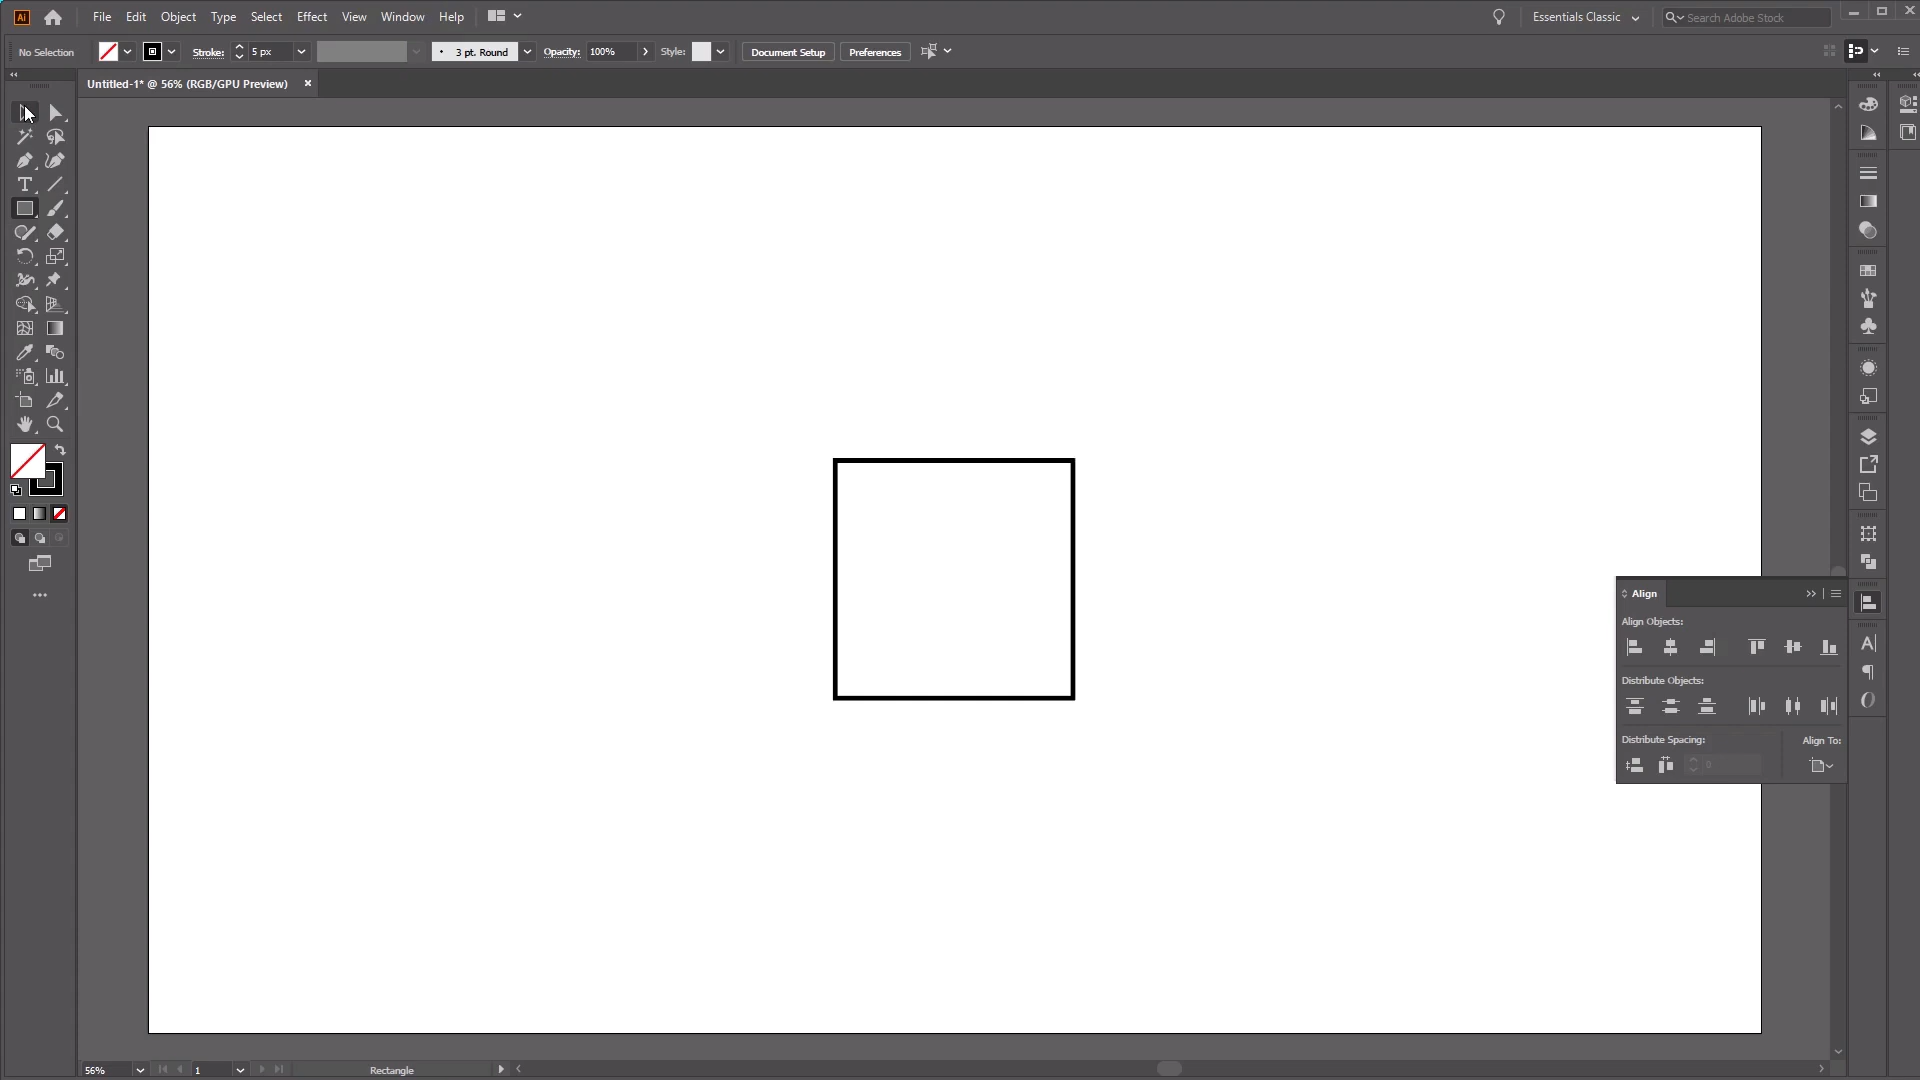 Ai File Edit Object Type Select Effect View Window Help Essentials Classic Search Adobe Stock
No Selection Stroke: 5 px 3 pt. Round Opacity: 100% Style: Document Setup Preferences
Untitled-1* @ 56% (RGB/GPU Preview)
Align
Align Objects:
Distribute Objects:
Distribute Spacing: Align To:
0
56% 1 Rectangle